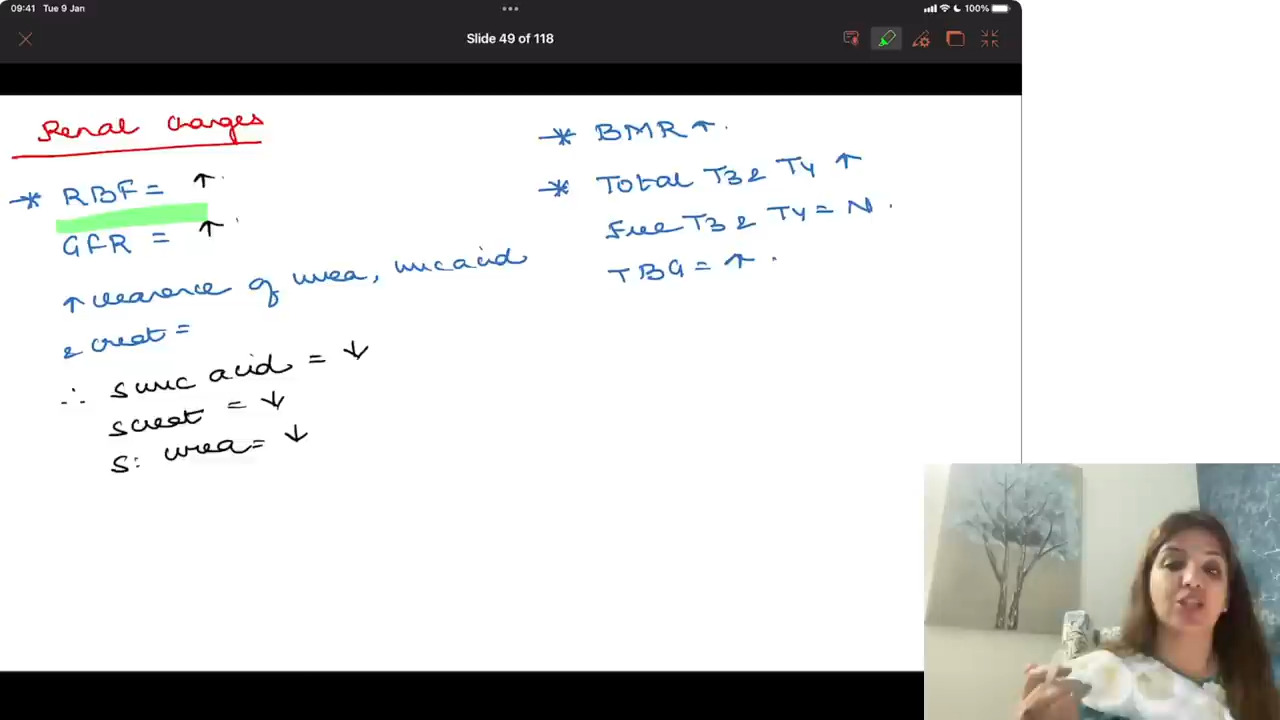 09:41 Tue 9 Jan
100%
Slide 49 of 118
Renal Changes
* RBF = ↑
GFR = ↑
↑ clearence of urea, uric acid
& creat =
∴ s uric acid = ↓
s creat = ↓
s: urea = ↓
* BMR ↑
* Total T3 & T4 ↑
Free T3 & T4 = N
TBG = ↑